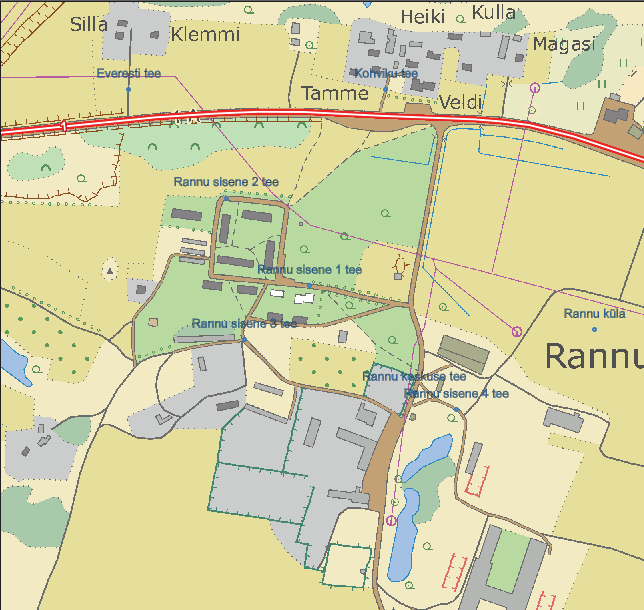 Silla
Klemmi
Heiki
Kulla
Magasi
Everesti tee
Kohviku tee
Tamme
Veldi
Rannu sisene 2 tee
Rannu sisene 1 tee
Rannu sisene 3 tee
Rannu küla
Rannu
Rannu keskuse tee
Rannu sisene 4 tee